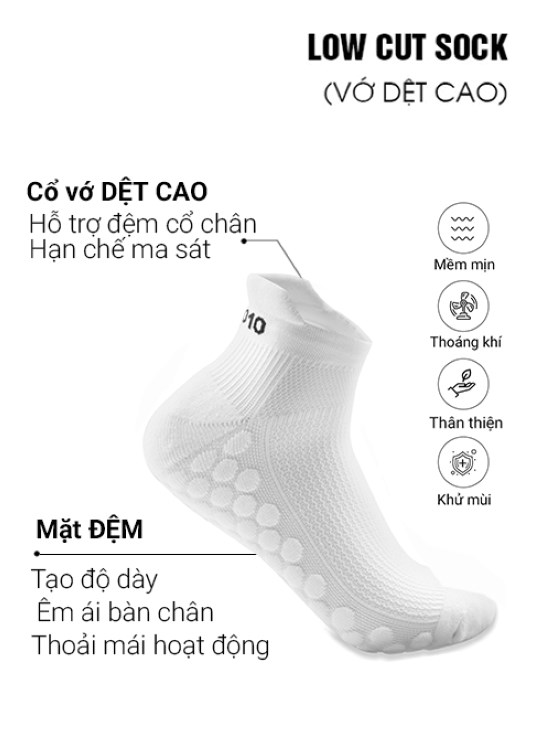 LOW CUT SOCK
(VỚ DỆT CAO)
Cổ vớ DỆT CAO
Hỗ trợ đệm cổ chân
Hạn chế ma sát
Mềm mịn
010
Thoáng khí
Thân thiện
Khử mùi
Mặt ĐỆM
Tạo độ dày
Êm ái bàn chân
Thoải mái hoạt động